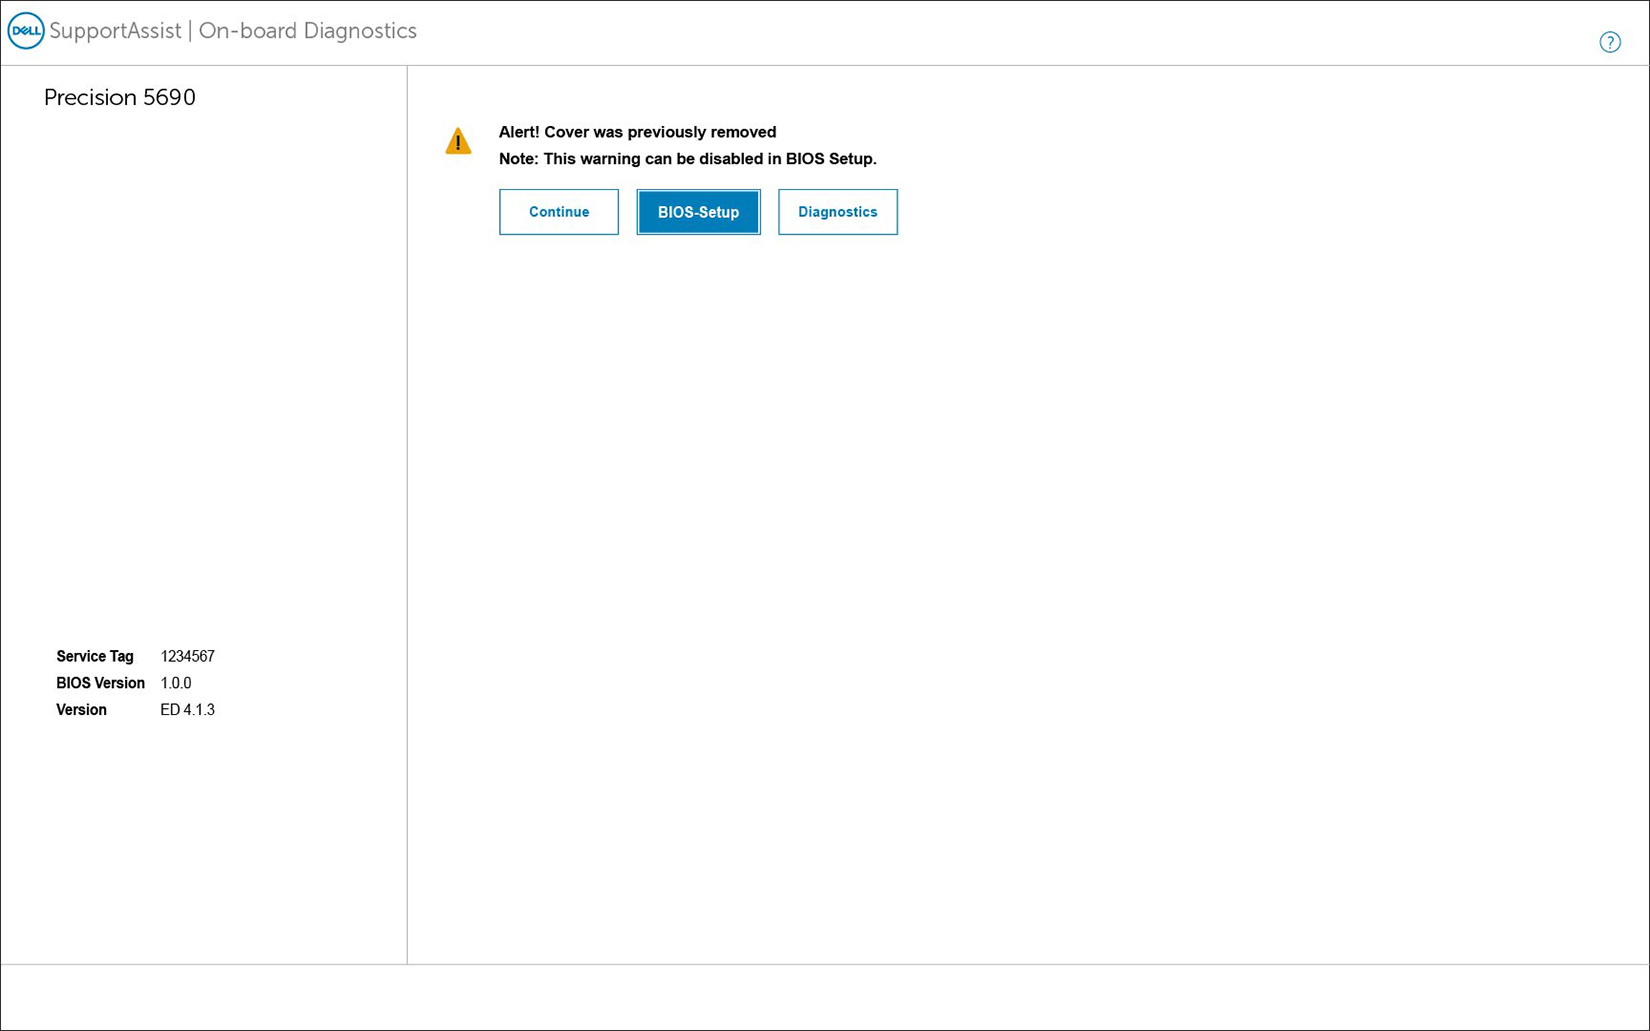 DELL SupportAssist | On-board Diagnostics
?
Precision 5690
Alert! Cover was previously removed
Note: This warning can be disabled in BIOS Setup.
Continue
BIOS-Setup
Diagnostics
Service Tag 1234567
BIOS Version 1.0.0
Version ED 4.1.3